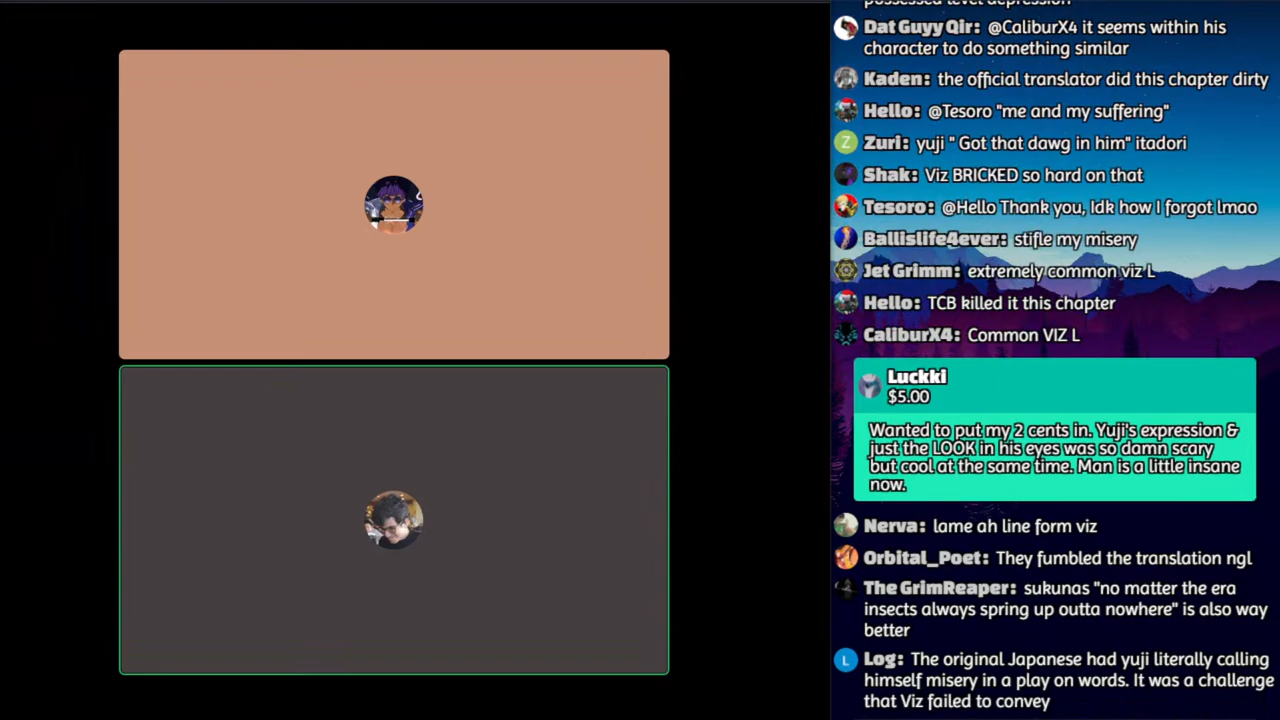 possessed level depression
Dat Guyy Qir: @CaliburX4 it seems within his
character to do something similar
Kaden: the official translator did this chapter dirty
Hello: @Tesoro "me and my suffering"
Z
Zuri: yuji " Got that dawg in him" itadori
Shak: Viz BRICKED so hard on that
Tesoro: @Hello Thank you, Idk how I forgot lmao
Ballislife4ever: stifle my misery
Jet Grimm: extremely common viz L
Hello: TCB killed it this chapter
CaliburX4: Common VIZ L
Luckki
$5.00
Wanted to put my 2 cents in. Yuji's expression &
just the LOOK in his eyes was so damn scary
but cool at the same time. Man is a little insane
now.
Nerva: lame ah line form viz
Orbital_Poet: They fumbled the translation ngl
The GrimReaper: sukunas "no matter the era
insects always spring up outta nowhere" is also way
better
L
Log: The original Japanese had yuji literally calling
himself misery in a play on words. It was a challenge
that Viz failed to convey